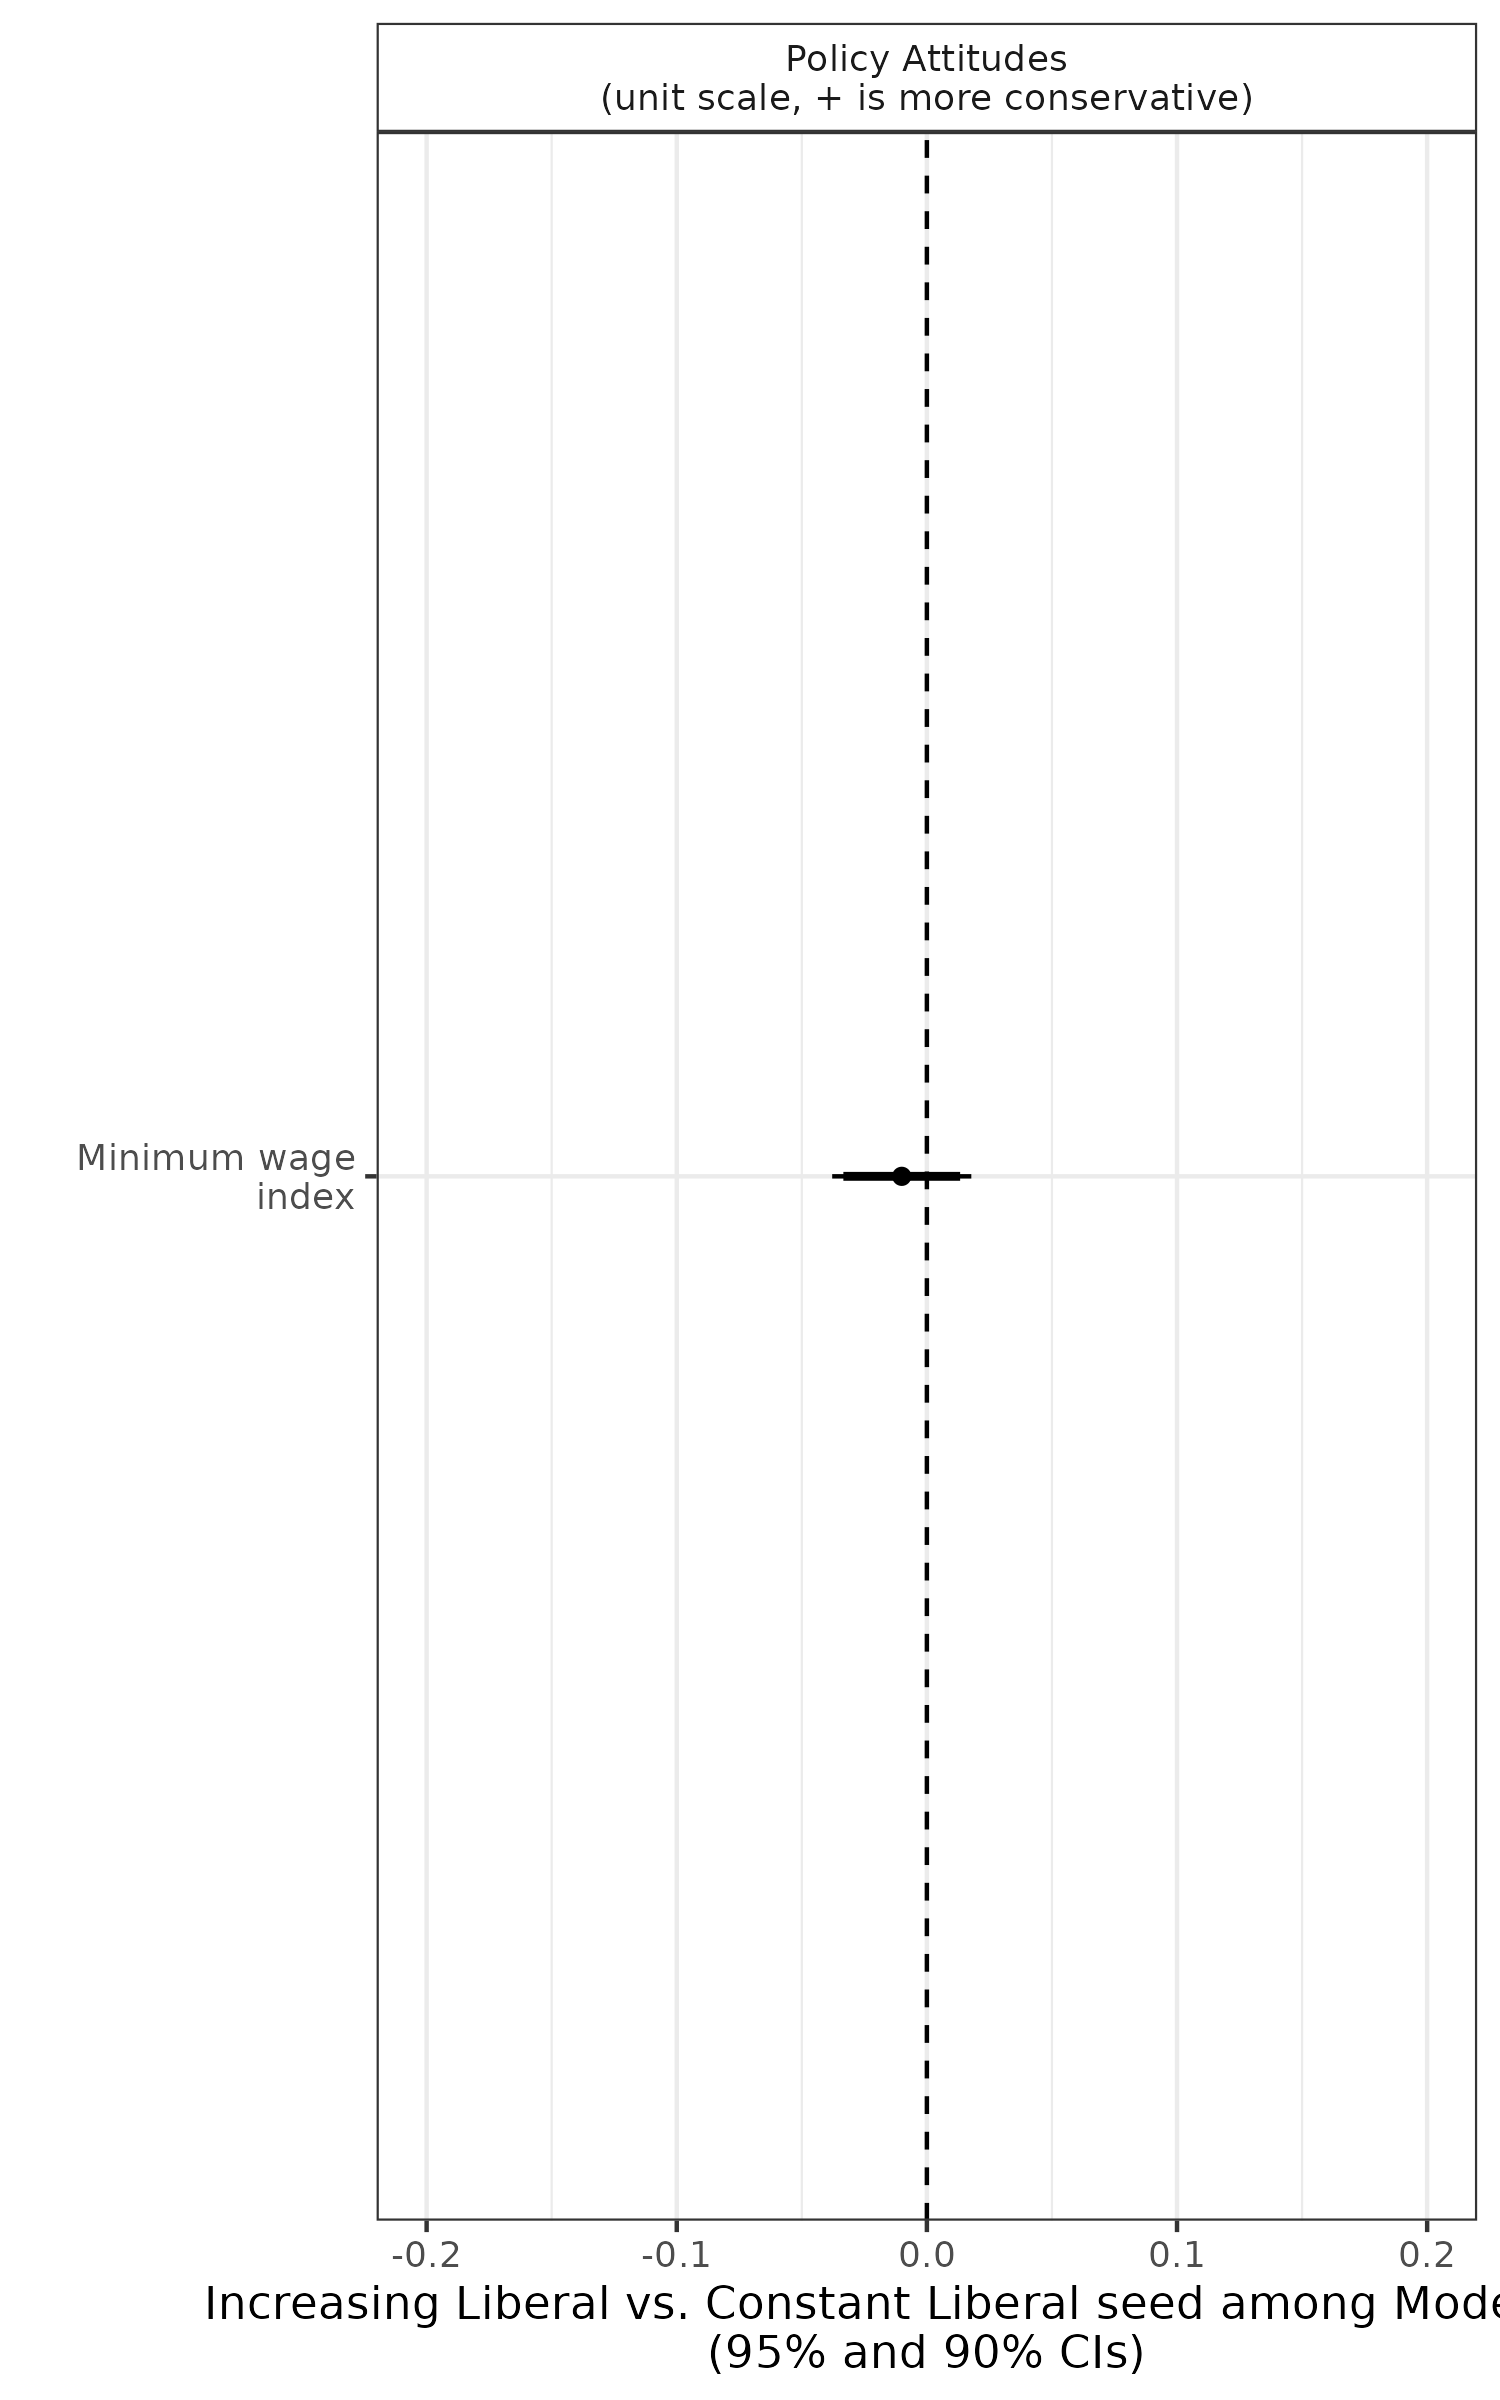 Policy Attitudes
(unit scale, + is more conservative)
Minimum wage
index
-0.2 -0.1 0.0 0.1 0.2
Increasing Liberal vs. Constant Liberal seed among
(95% and 90% CIs)